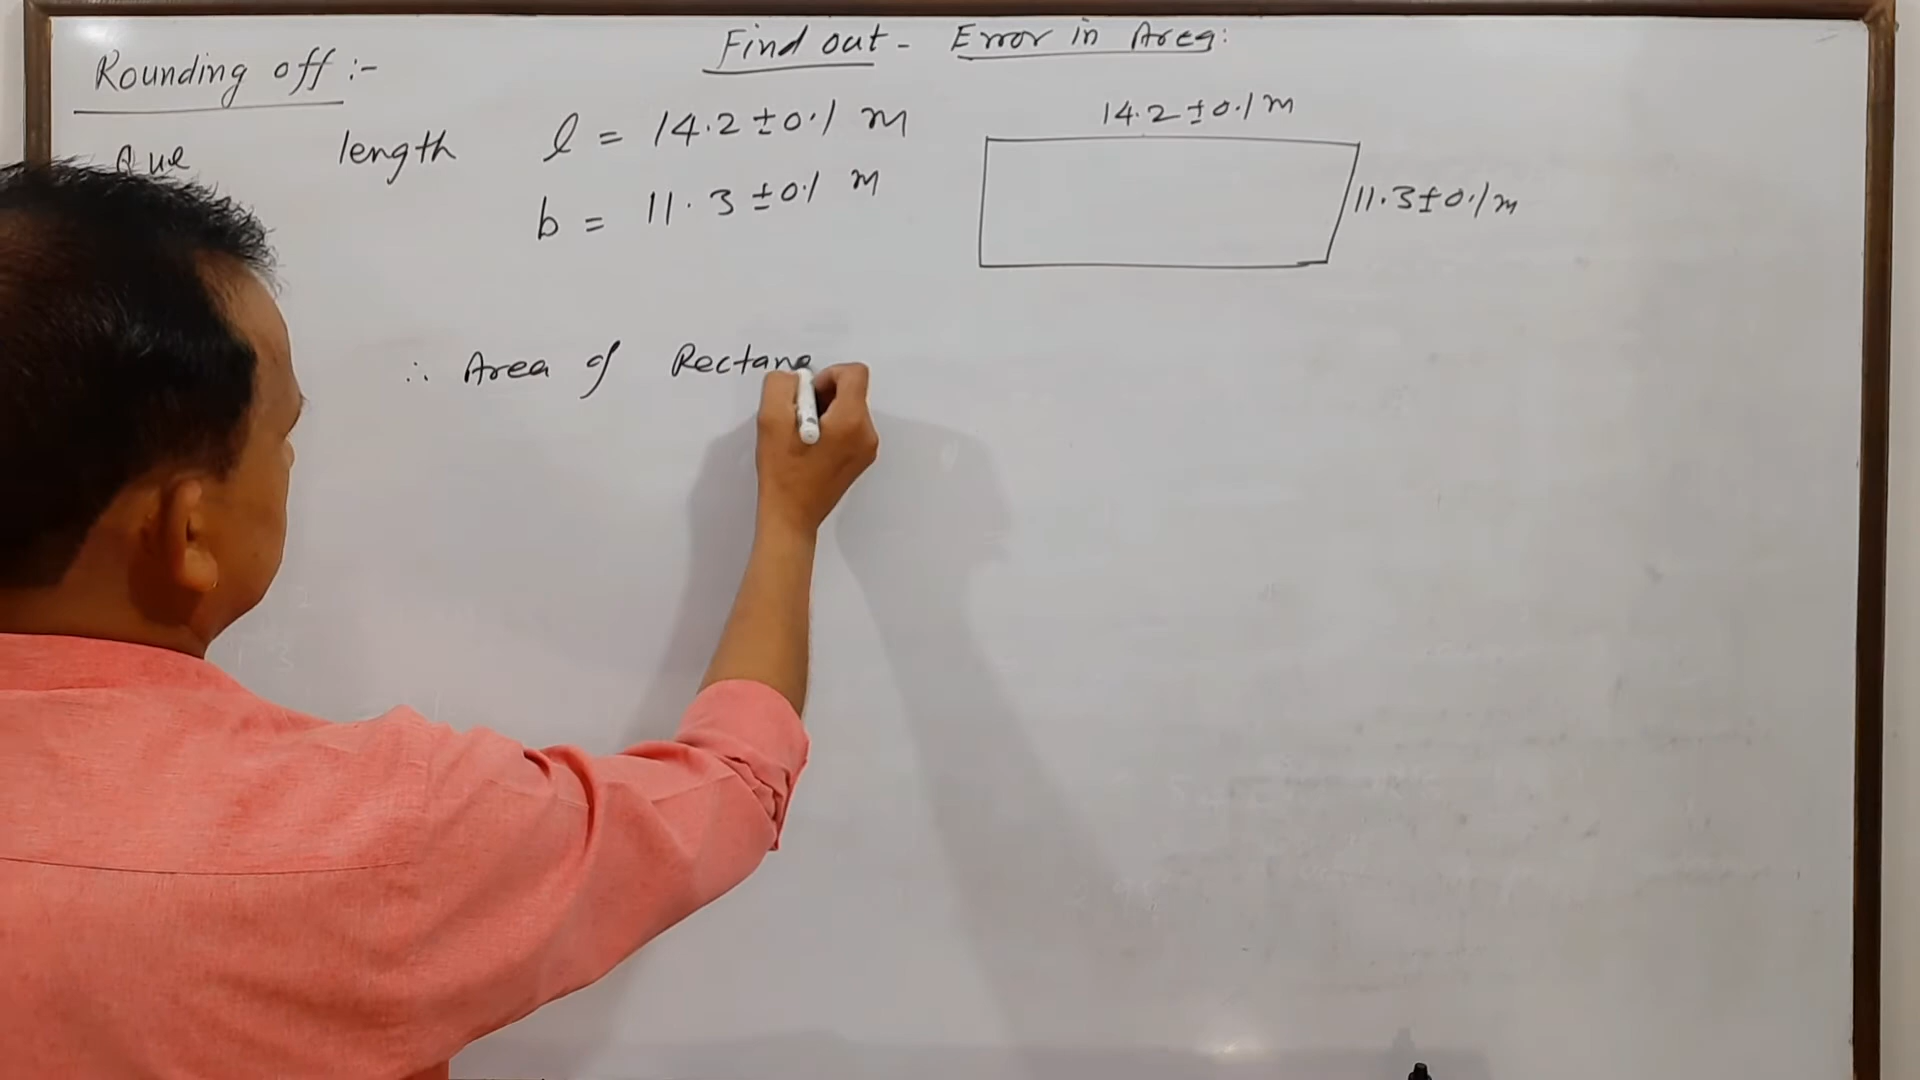 Rounding off :-
Find out - Error in Area:
Que length l = 14.2 ± 0.1 m
b = 11.3 ± 0.1 m
14.2 ± 0.1 m
11.3 ± 0.1 m
∴ Area of Rectang